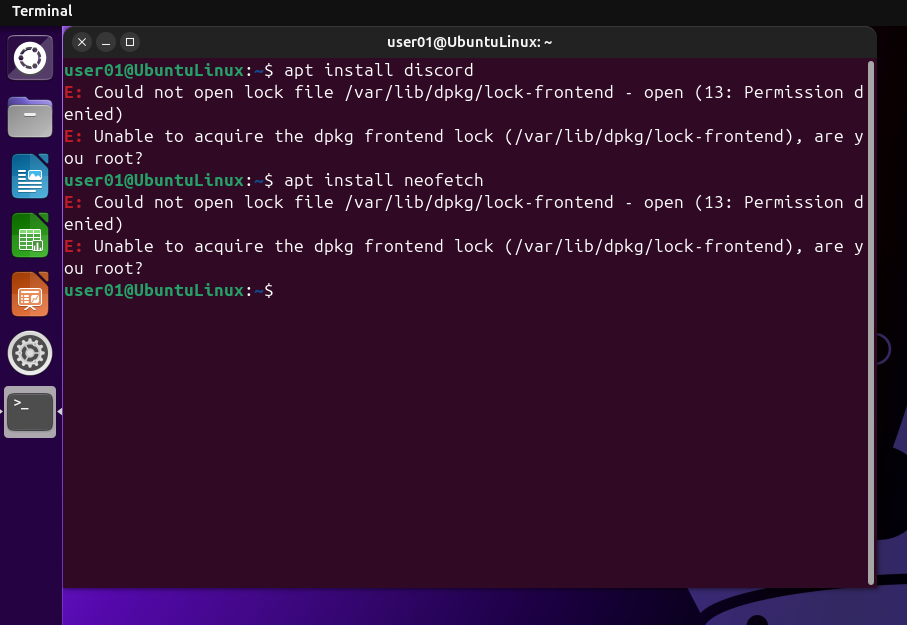 Terminal
user01@UbuntuLinux: ~
user01@UbuntuLinux:~$ apt install discord
E: Could not open lock file /var/lib/dpkg/lock-frontend - open (13: Permission d
enied)
E: Unable to acquire the dpkg frontend lock (/var/lib/dpkg/lock-frontend), are y
ou root?
user01@UbuntuLinux:~$ apt install neofetch
E: Could not open lock file /var/lib/dpkg/lock-frontend - open (13: Permission d
enied)
E: Unable to acquire the dpkg frontend lock (/var/lib/dpkg/lock-frontend), are y
ou root?
user01@UbuntuLinux:~$
>_